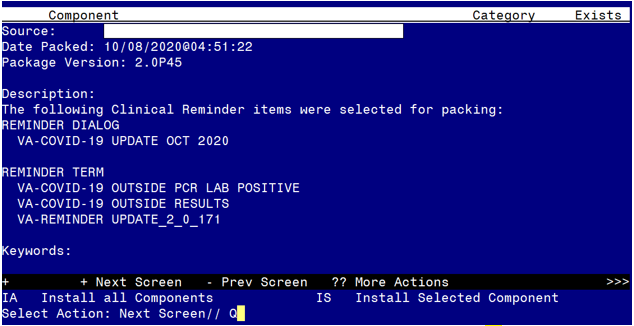 Component Category Exists
Source:
Date Packed: 10/08/2020@04:51:22
Package Version: 2.0P45
Description:
The following Clinical Reminder items were selected for packing:
REMINDER DIALOG
VA-COVID-19 UPDATE OCT 2020
REMINDER TERM
VA-COVID-19 OUTSIDE PCR LAB POSITIVE
VA-COVID-19 OUTSIDE RESULTS
VA-REMINDER UPDATE_2_0_171
Keywords:
+ + Next Screen - Prev Screen ?? More Actions >>>
IA Install all Components IS Install Selected Component
Select Action: Next Screen// Q